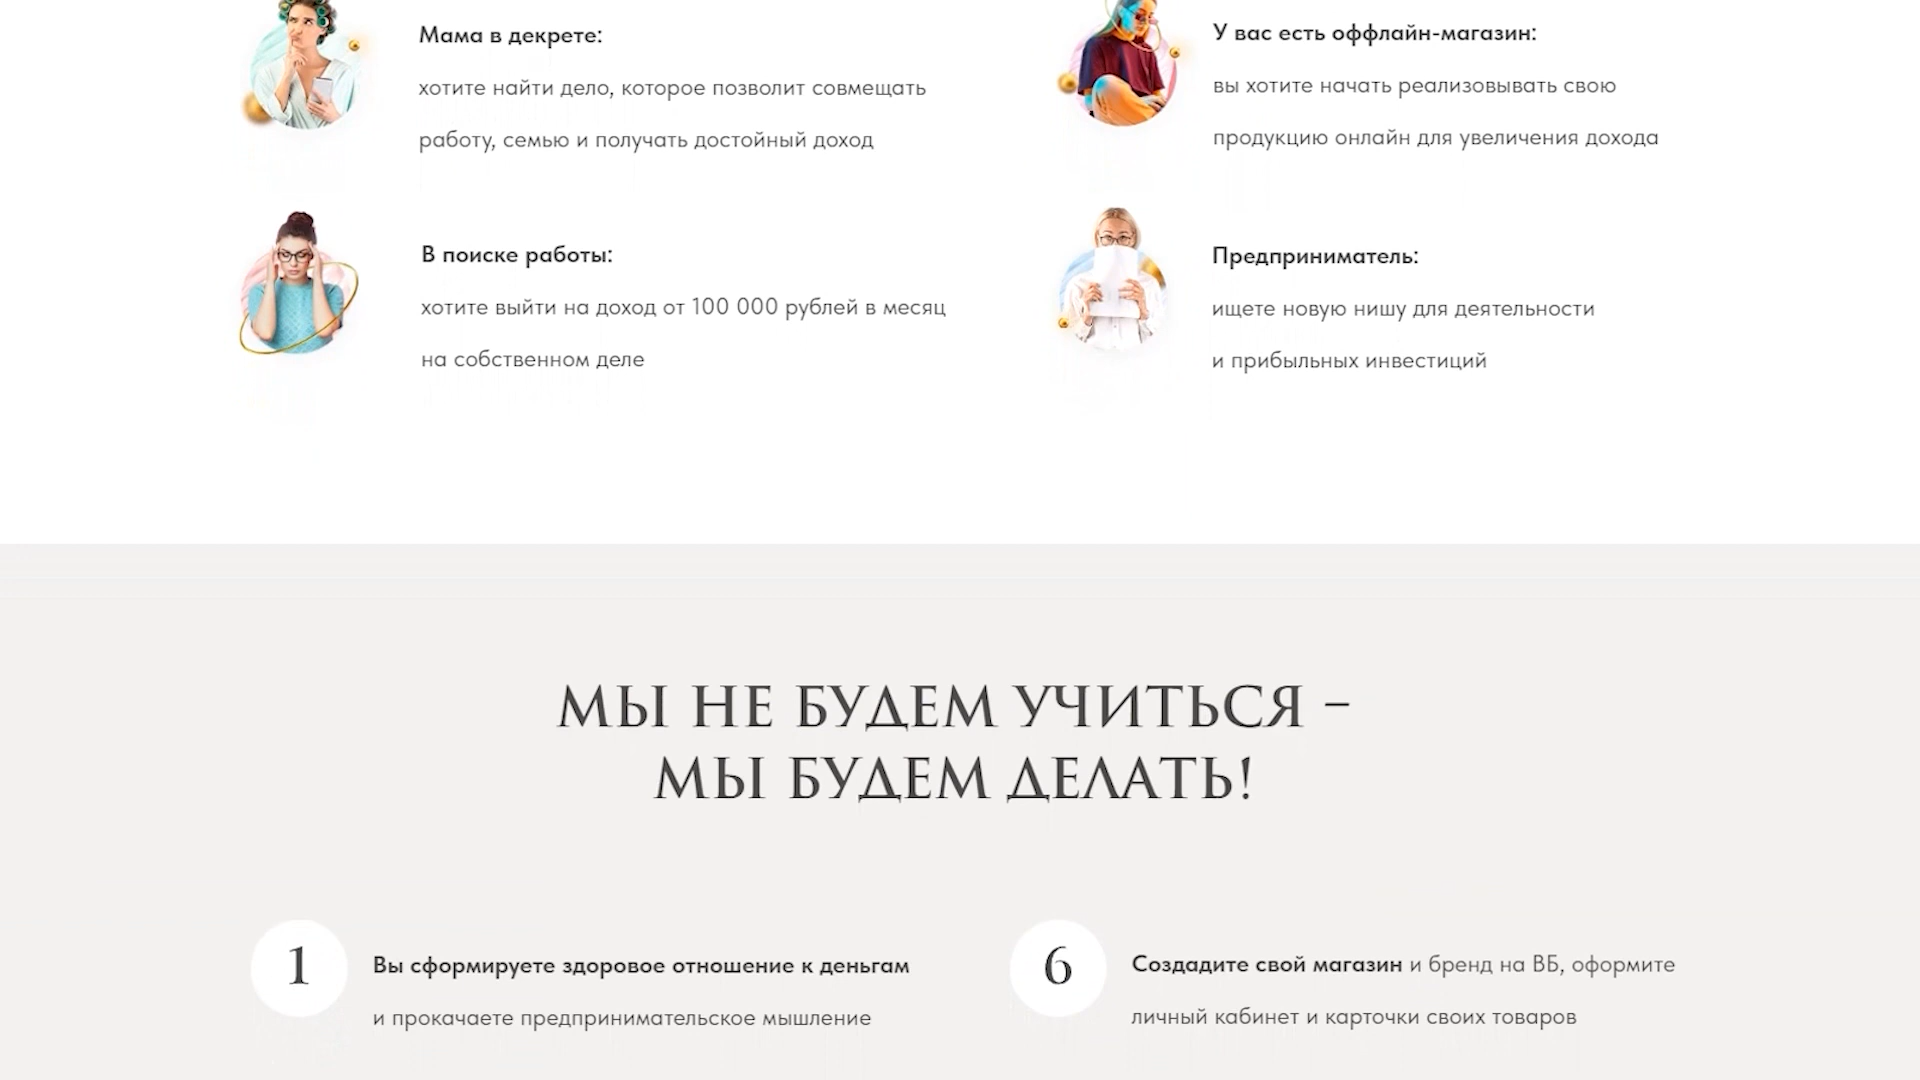 Мама в декрете:
хотите найти дело, которое позволит совмещать
работу, семью и получать достойный доход
У вас есть оффлайн-магазин:
вы хотите начать реализовывать свою
продукцию онлайн для увеличения дохода
В поиске работы:
хотите выйти на доход от 100 000 рублей в месяц
на собственном деле
Предприниматель:
ищете новую нишу для деятельности
и прибыльных инвестиций
МЫ НЕ БУДЕМ УЧИТЬСЯ –
МЫ БУДЕМ ДЕЛАТЬ!
1
Вы сформируете здоровое отношение к деньгам
и прокачаете предпринимательское мышление
6
Создадите свой магазин и бренд на ВБ, оформите
личный кабинет и карточки своих товаров